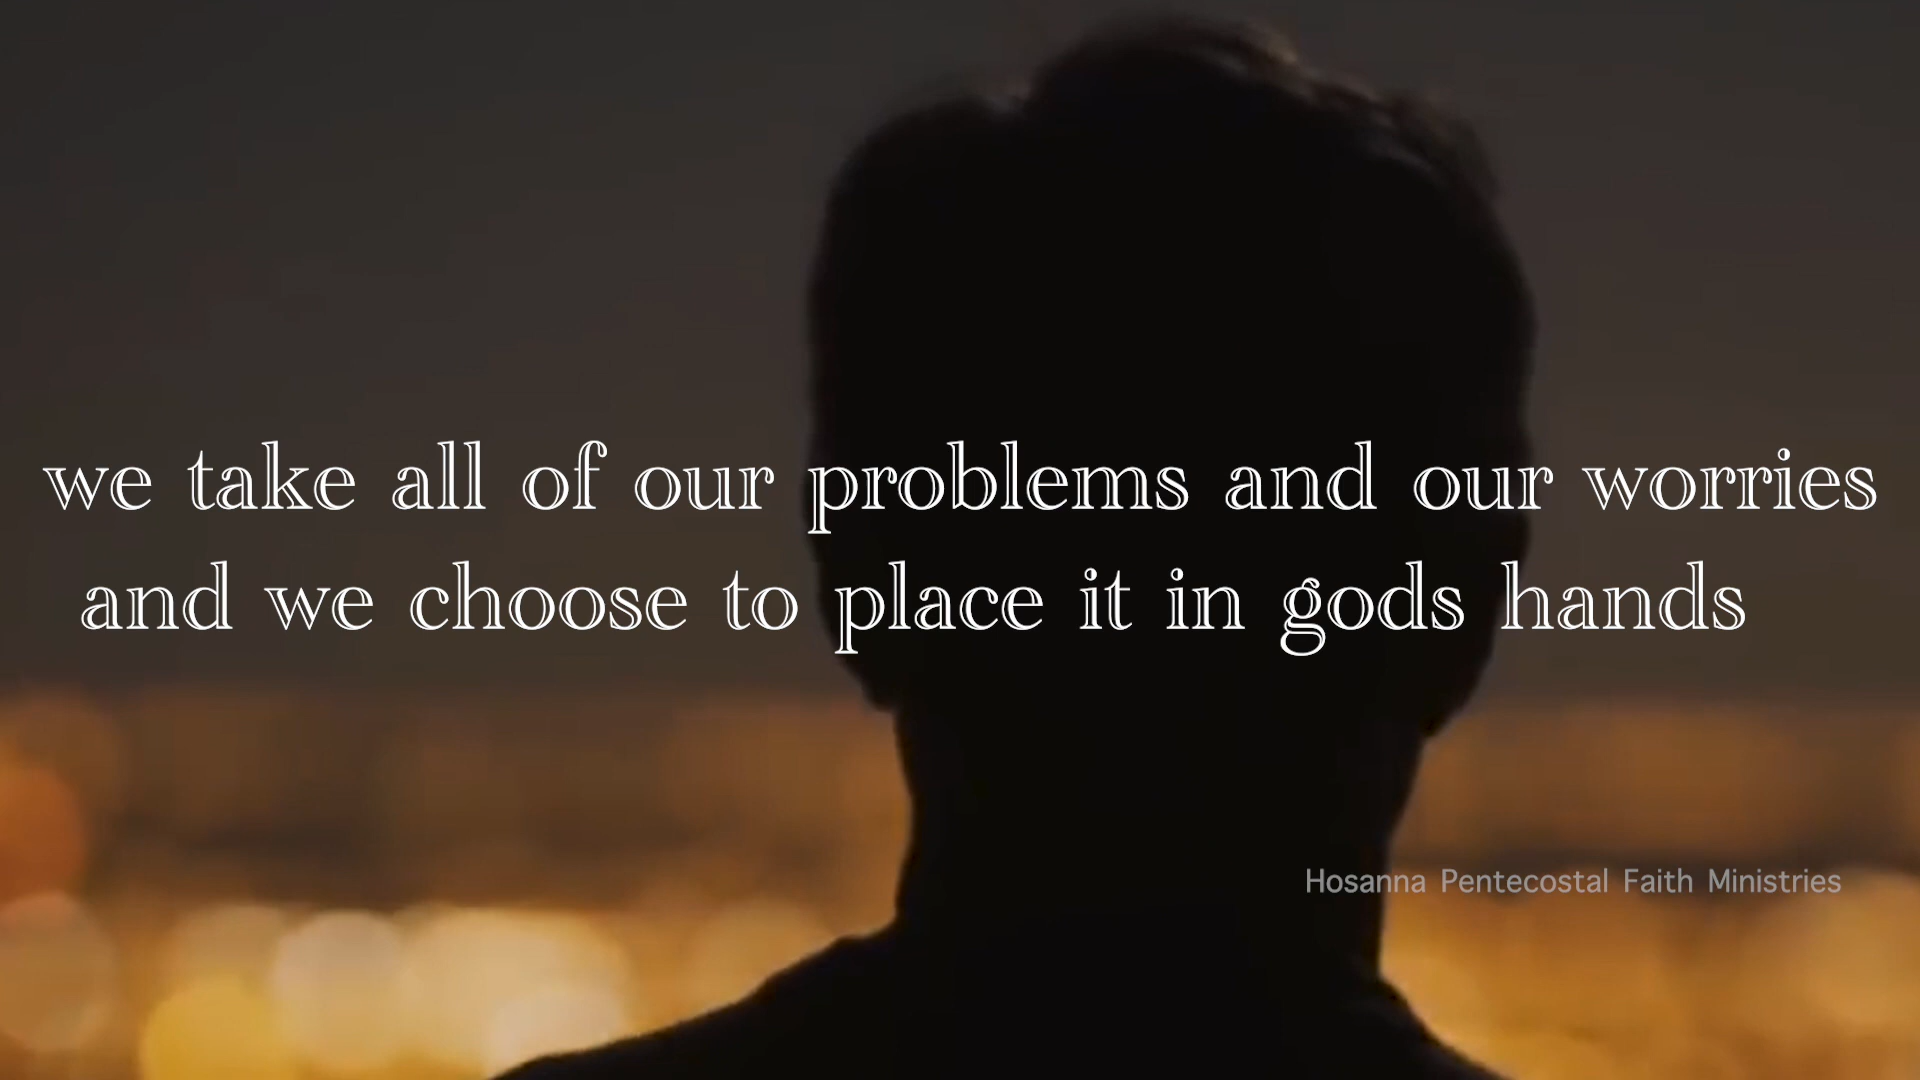 we take all of our problems and our worries
and we choose to place it in gods hands
Hosanna Pentecostal Faith Ministries